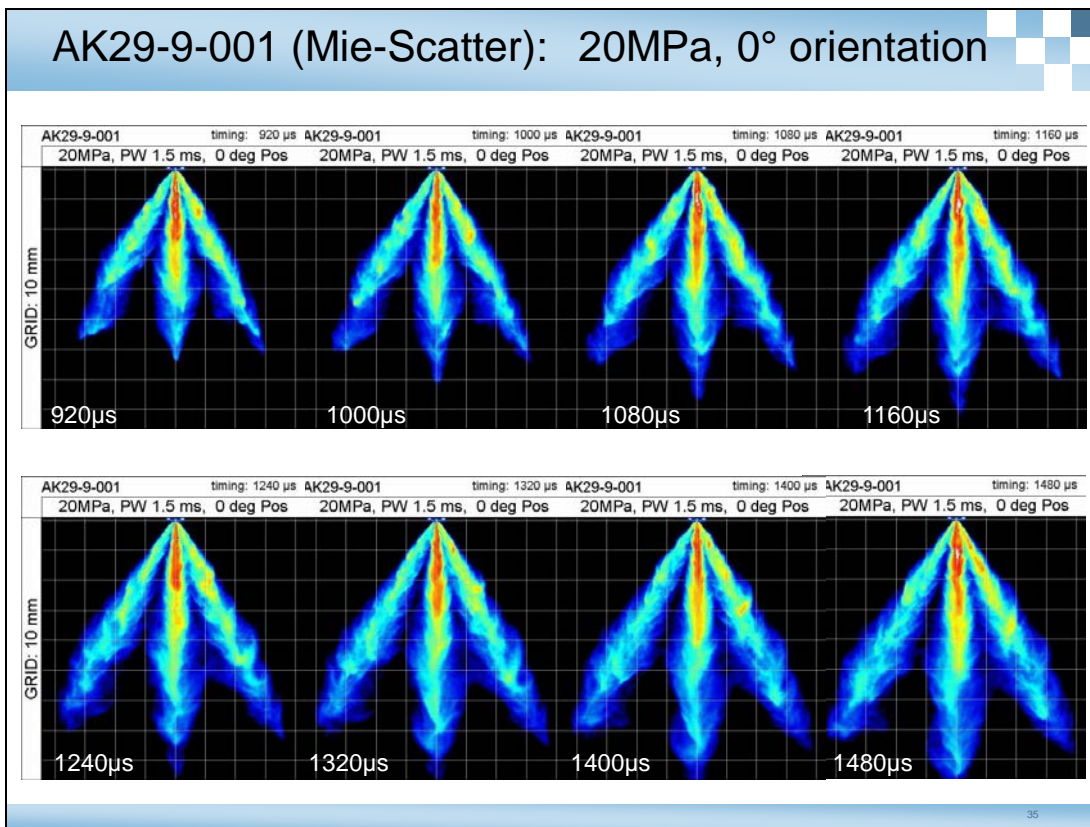 AK29-9-001 (Mie-Scatter): 20MPa, 0° orientation
AK29-9-001 timing: 920 µs AK29-9-001 timing: 1000 µs AK29-9-001 timing: 1080 µs AK29-9-001 timing: 1160 µs
20MPa, PW 1.5 ms, 0 deg Pos 20MPa, PW 1.5 ms, 0 deg Pos 20MPa, PW 1.5 ms, 0 deg Pos 20MPa, PW 1.5 ms, 0 deg Pos
GRID: 10 mm
920µs 1000µs 1080µs 1160µs
AK29-9-001 timing: 1240 µs AK29-9-001 timing: 1320 µs AK29-9-001 timing: 1400 µs AK29-9-001 timing: 1480 µs
20MPa, PW 1.5 ms, 0 deg Pos 20MPa, PW 1.5 ms, 0 deg Pos 20MPa, PW 1.5 ms, 0 deg Pos 20MPa, PW 1.5 ms, 0 deg Pos
GRID: 10 mm
1240µs 1320µs 1400µs 1480µs
35